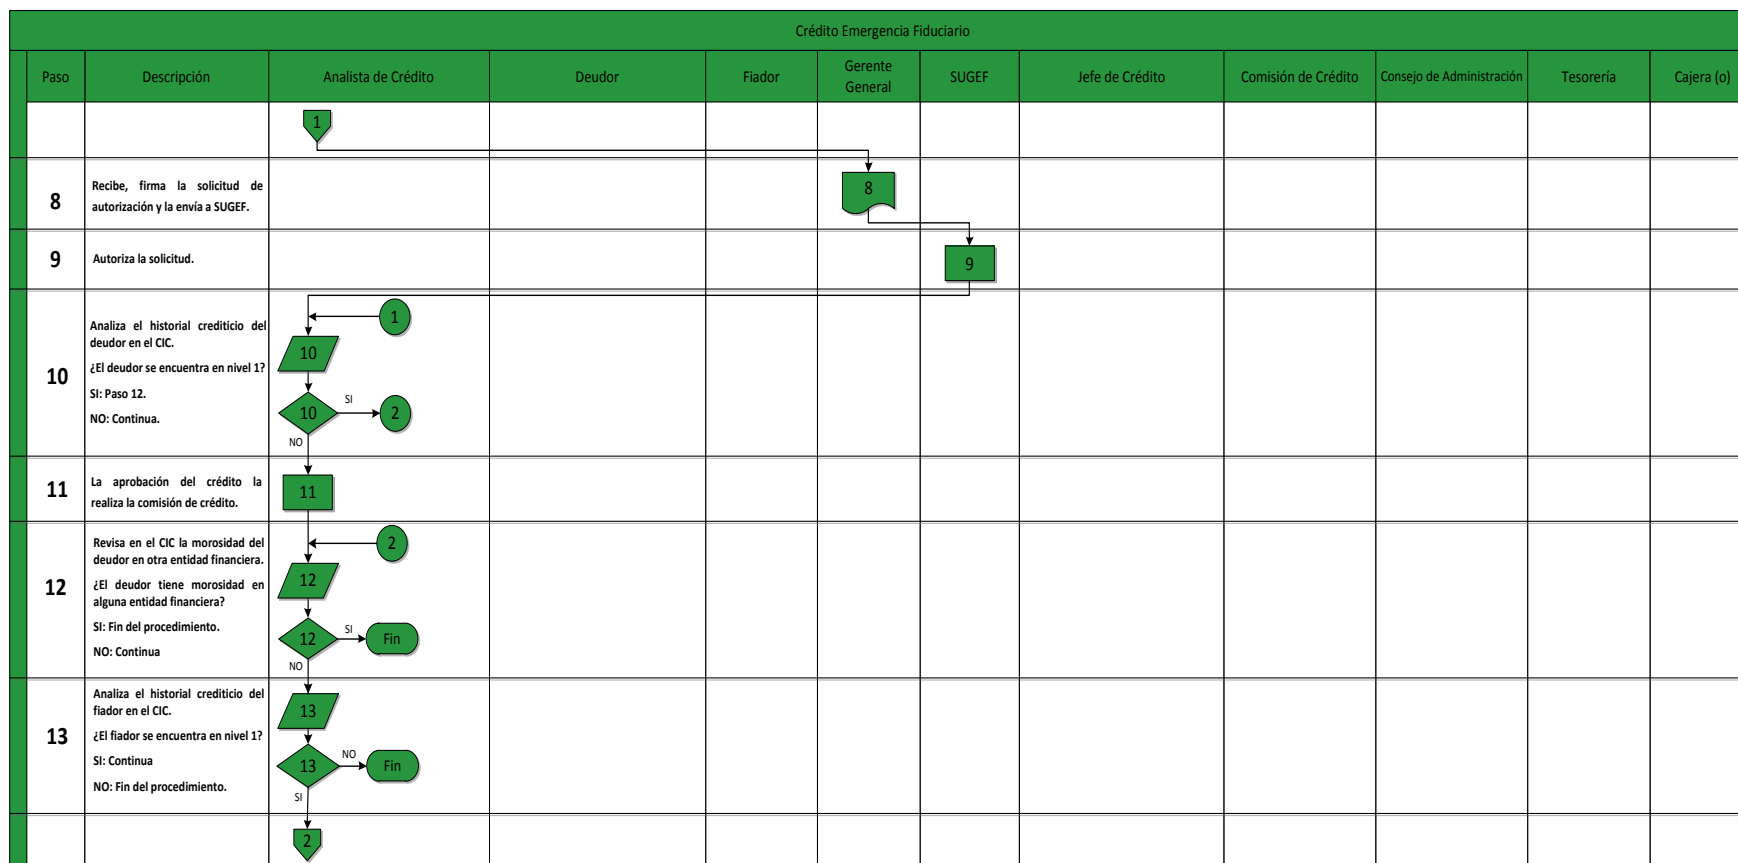 Crédito Emergencia Fiduciario
Paso
Descripción
Analista de Crédito
Deudor
Fiador
Gerente
General
SUGEF
Jefe de Crédito
Comisión de Crédito
Consejo de Administración
Tesorería
Cajera (o)
1
8
Recibe, firma la solicitud de
autorización y la envía a SUGEF.
8
9
Autoriza la solicitud.
9
10
Analiza el historial crediticio del
deudor en el CIC.
¿El deudor se encuentra en nivel 1?
SI: Paso 12.
NO: Continua.
1
10
10
SI
2
NO
11
La aprobación del crédito la
realiza la comisión de crédito.
11
12
Revisa en el CIC la morosidad del
deudor en otra entidad financiera.
¿El deudor tiene morosidad en
alguna entidad financiera?
SI: Fin del procedimiento.
NO: Continua
2
12
12
SI
Fin
NO
13
Analiza el historial crediticio del
fiador en el CIC.
¿El fiador se encuentra en nivel 1?
SI: Continua
NO: Fin del procedimiento.
13
13
NO
Fin
SI
2